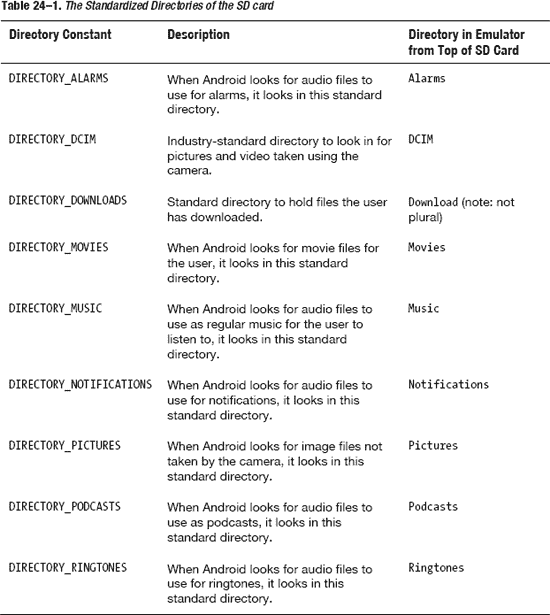 Table 24–1. The Standardized Directories of the SD card
Directory Constant Description Directory in Emulator
from Top of SD Card
DIRECTORY_ALARMS When Android looks for audio files to Alarms
use for alarms, it looks in this standard
directory.
DIRECTORY_DCIM Industry-standard directory to look in for DCIM
pictures and video taken using the
camera.
DIRECTORY_DOWNLOADS Standard directory to hold files the user Download (note: not
has downloaded. plural)
DIRECTORY_MOVIES When Android looks for movie files for Movies
the user, it looks in this standard
directory.
DIRECTORY_MUSIC When Android looks for audio files to Music
use as regular music for the user to
listen to, it looks in this standard
directory.
DIRECTORY_NOTIFICATIONS When Android looks for audio files to Notifications
use for notifications, it looks in this
standard directory.
DIRECTORY_PICTURES When Android looks for image files not Pictures
taken by the camera, it looks in this
standard directory.
DIRECTORY_PODCASTS When Android looks for audio files to Podcasts
use as podcasts, it looks in this
standard directory.
DIRECTORY_RINGTONES When Android looks for audio files to Ringtones
use for ringtones, it looks in this
standard directory.